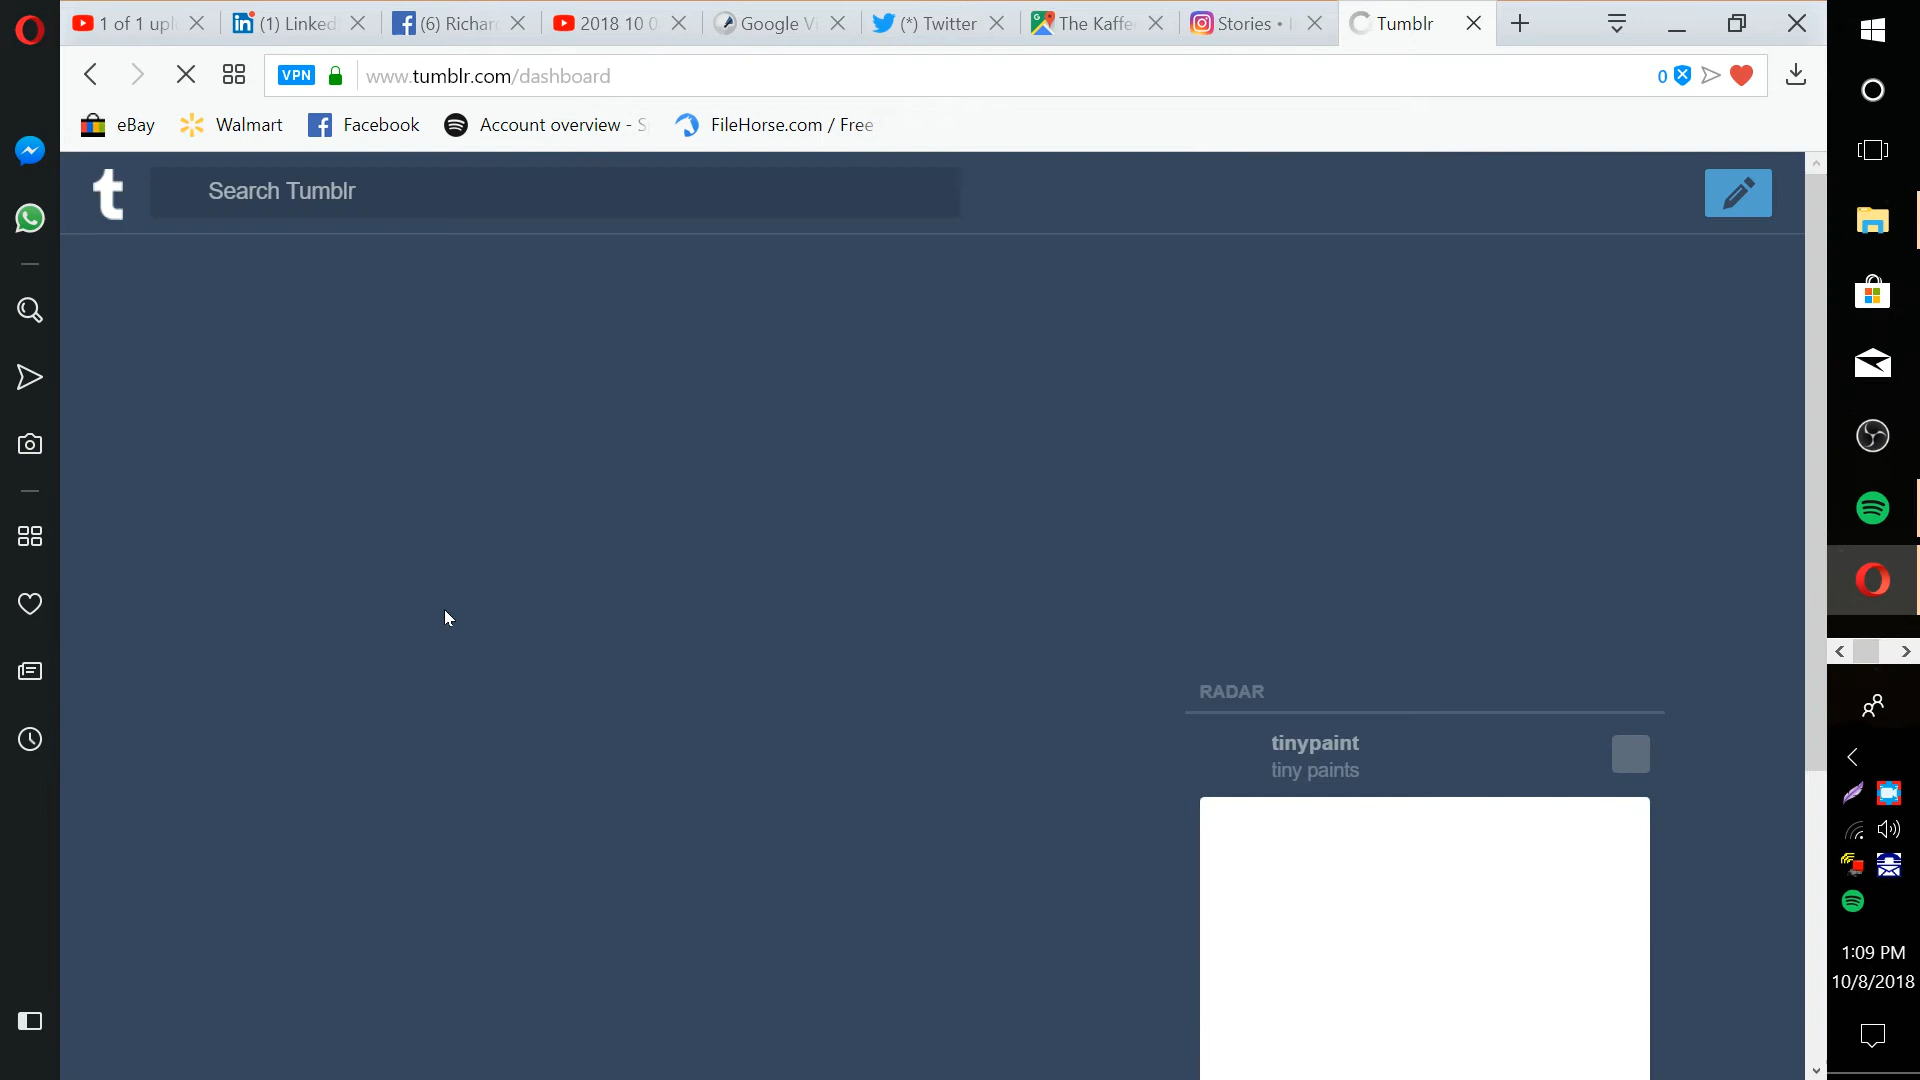 1 of 1 upl
(1) Linked
(6) Richar
2018 10 0
Google Vi
(*) Twitter
The Kaffe
Stories •
Tumblr
VPN
www.tumblr.com/dashboard
0
eBay
Walmart
Facebook
Account overview - S
FileHorse.com / Free
t
Search Tumblr
RADAR
tinypaint
tiny paints
1:09 PM
10/8/2018